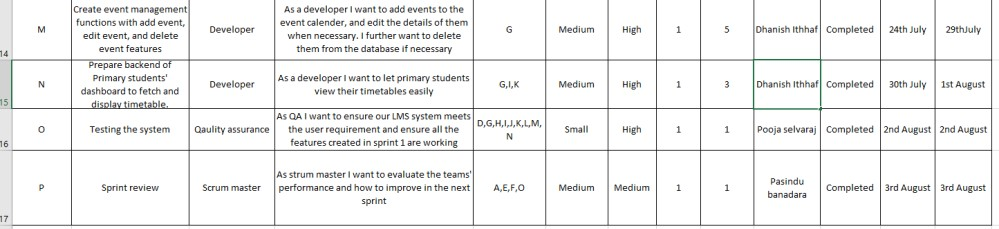 14 M Create event management functions with add event, edit event, and delete event features Developer As a developer I want to add events to the event calender, and edit the details of them when necessary. I further want to delete them from the database if necessary G Medium High 1 5 Dhanish Ithhaf Completed 24th July 29thJuly
15 N Prepare backend of Primary students' dashboard to fetch and display timetable. Developer As a developer I want to let primary students view their timetables easily G,I,K Medium High 1 3 Dhanish Ithhaf Completed 30th July 1st August
16 O Testing the system Qaulity assurance As QA I want to ensure our LMS system meets the user requirement and ensure all the features created in sprint 1 are working D,G,H,I,J,K,L,M,N Small High 1 1 Pooja selvaraj Completed 2nd August 2nd August
17 P Sprint review Scrum master As strum master I want to evaluate the teams' performance and how to improve in the next sprint A,E,F,O Medium Medium 1 1 Pasindu banadara Completed 3rd August 3rd August